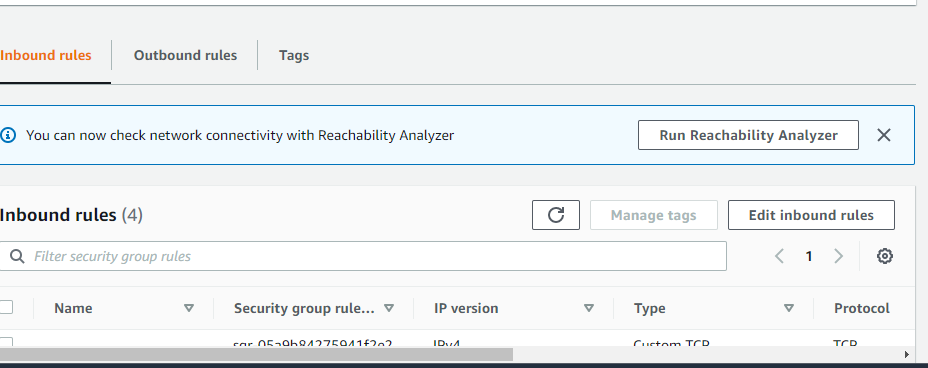 Inbound rules
Outbound rules
Tags
You can now check network connectivity with Reachability Analyzer
Run Reachability Analyzer
Inbound rules (4)
Manage tags
Edit inbound rules
Filter security group rules
1
Name
Security group rule...
IP version
Type
Protocol
sgr-05a9b84275941f2e2
IPv4
Custom TCP
TCP